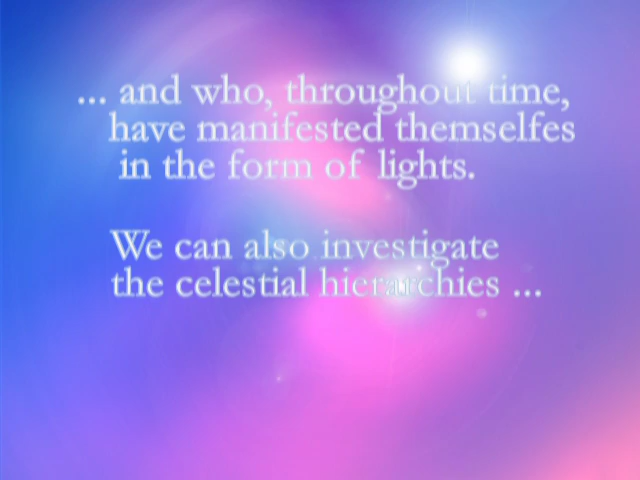 ... and who, throughout time,
have manifested themselfes
in the form of lights.
We can also investigate
the celestial hierarchies ...